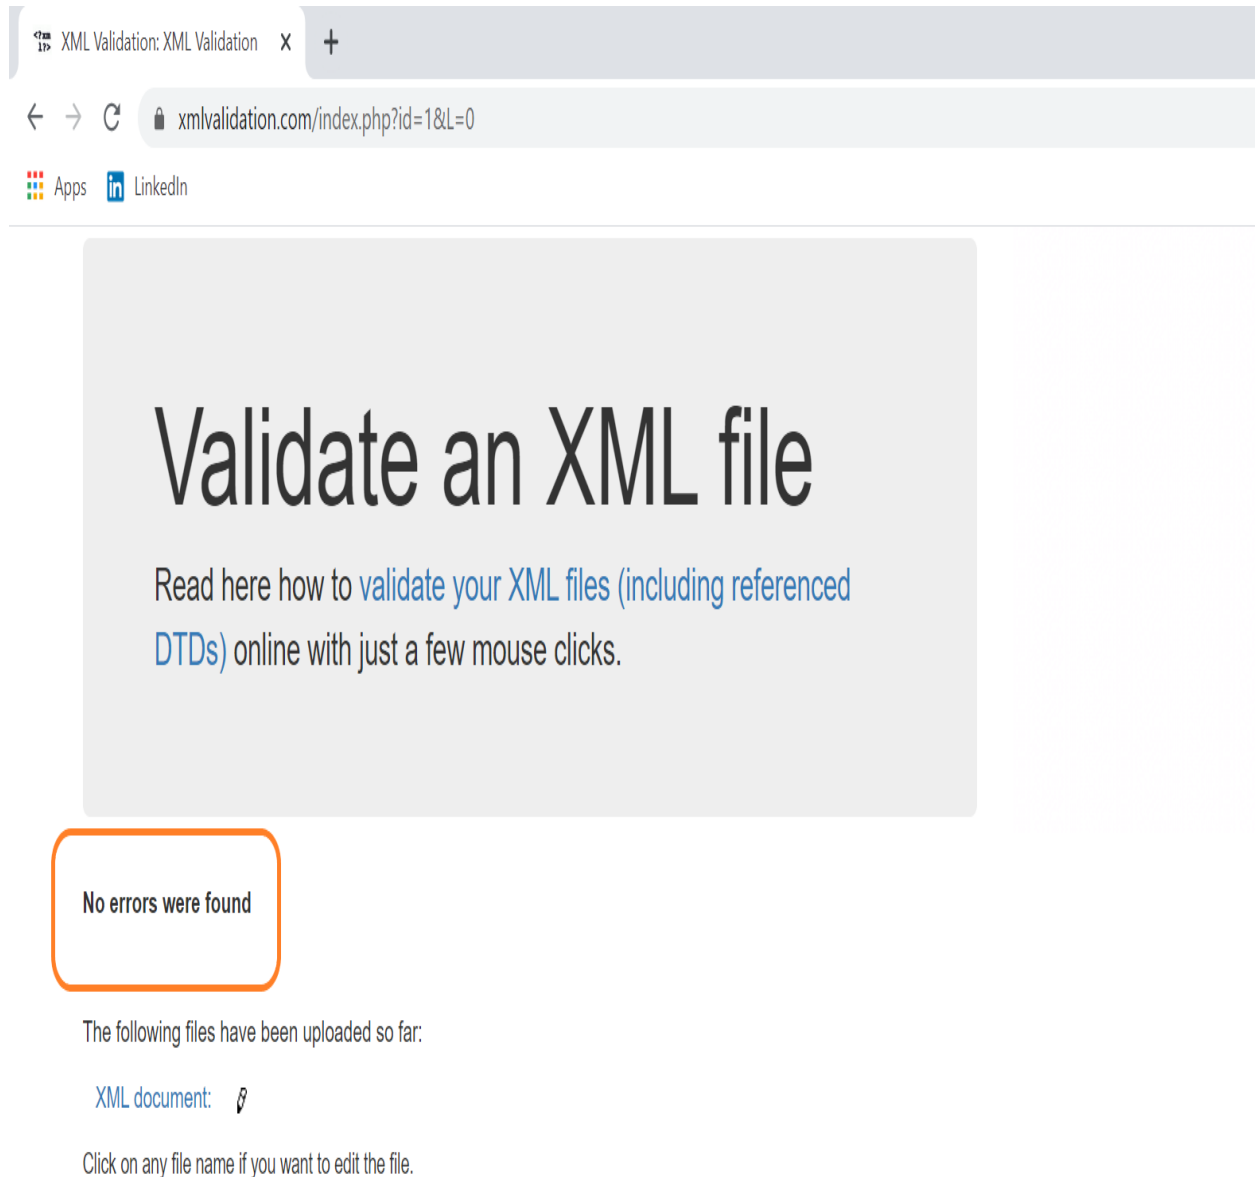 <?xm
l?>
XML Validation: XML Validation
xmlvalidation.com/index.php?id=1&L=0
Apps
in LinkedIn
Validate an XML file
Read here how to validate your XML files (including referenced
DTDs) online with just a few mouse clicks.
No errors were found
The following files have been uploaded so far:
XML document:
Click on any file name if you want to edit the file.